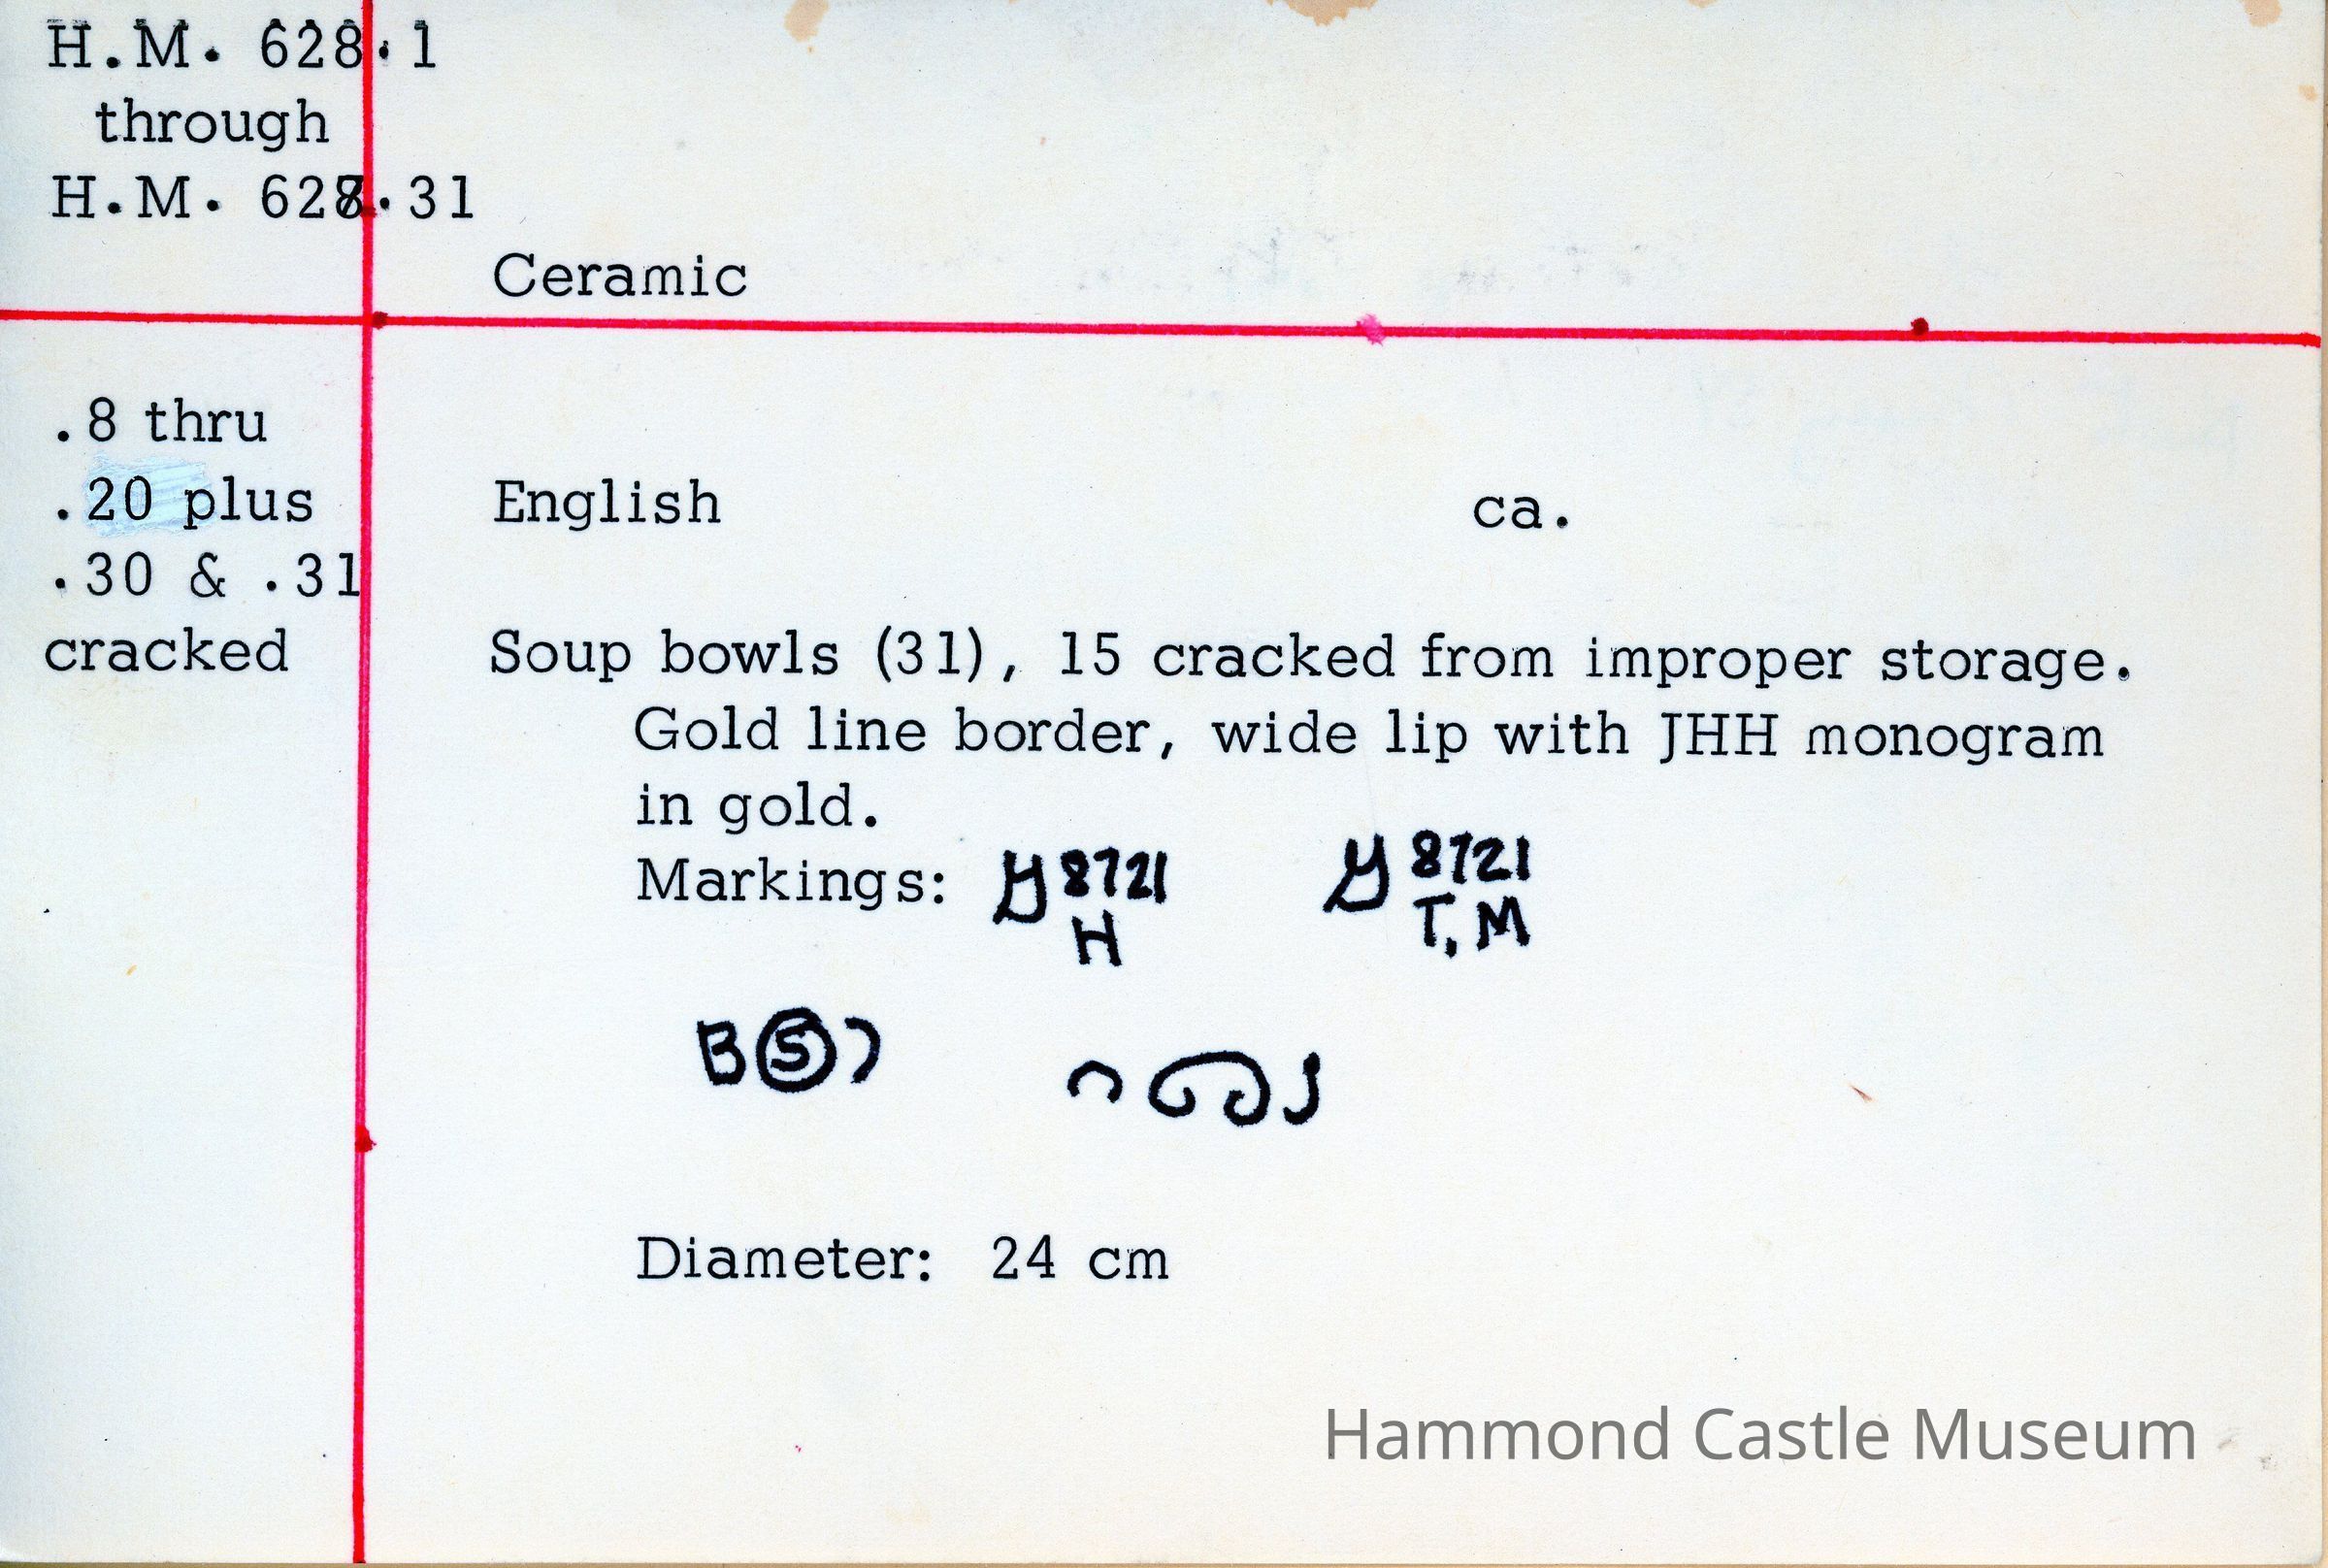 H.M. 628.1
through
H.M. 628.31
Ceramic
.8 thru
.20 plus
.30 & .31
cracked
English ca.
Soup bowls (31), 15 cracked from improper storage.
Gold line border, wide lip with JHH monogram
in gold.
Markings: 8721 8721
H T.M
B S
Diameter: 24 cm
Hammond Castle Museum